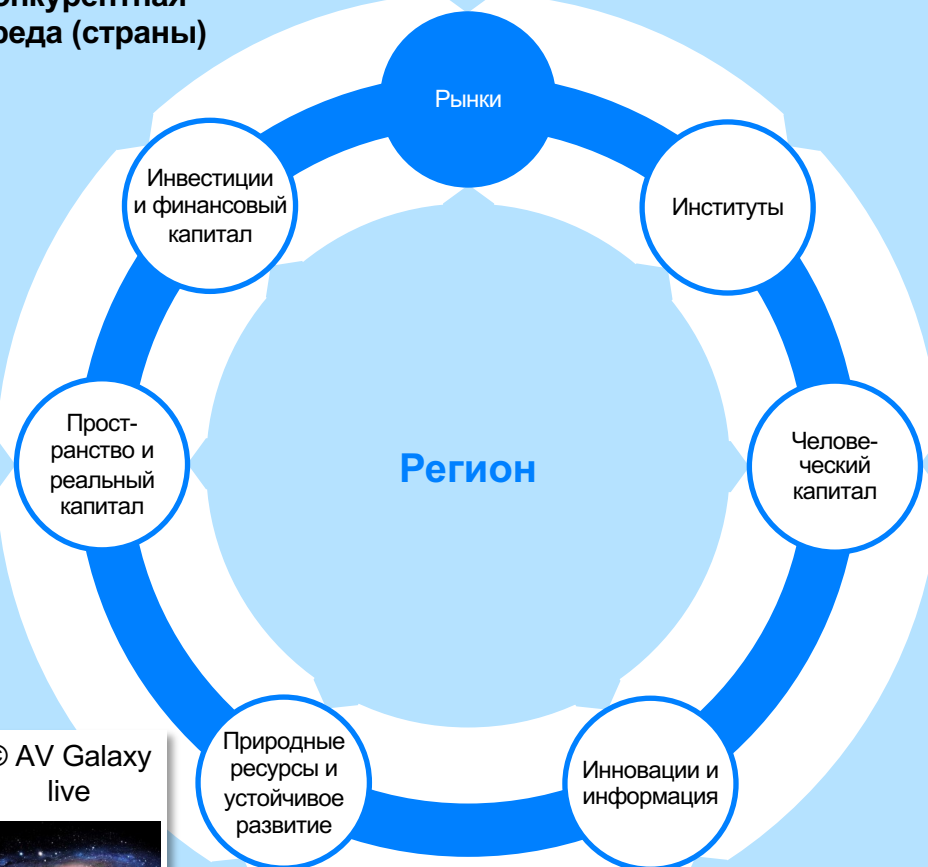 онкурентная
реда (страны)
Рынки
Инвестиции
и финансовый
капитал
Институты
Прост-
ранство и
реальный
капитал
Регион
Челове-
ческий
капитал
Природные
ресурсы и
устойчивое
развитие
Инновации и
информация
© AV Galaxy
live